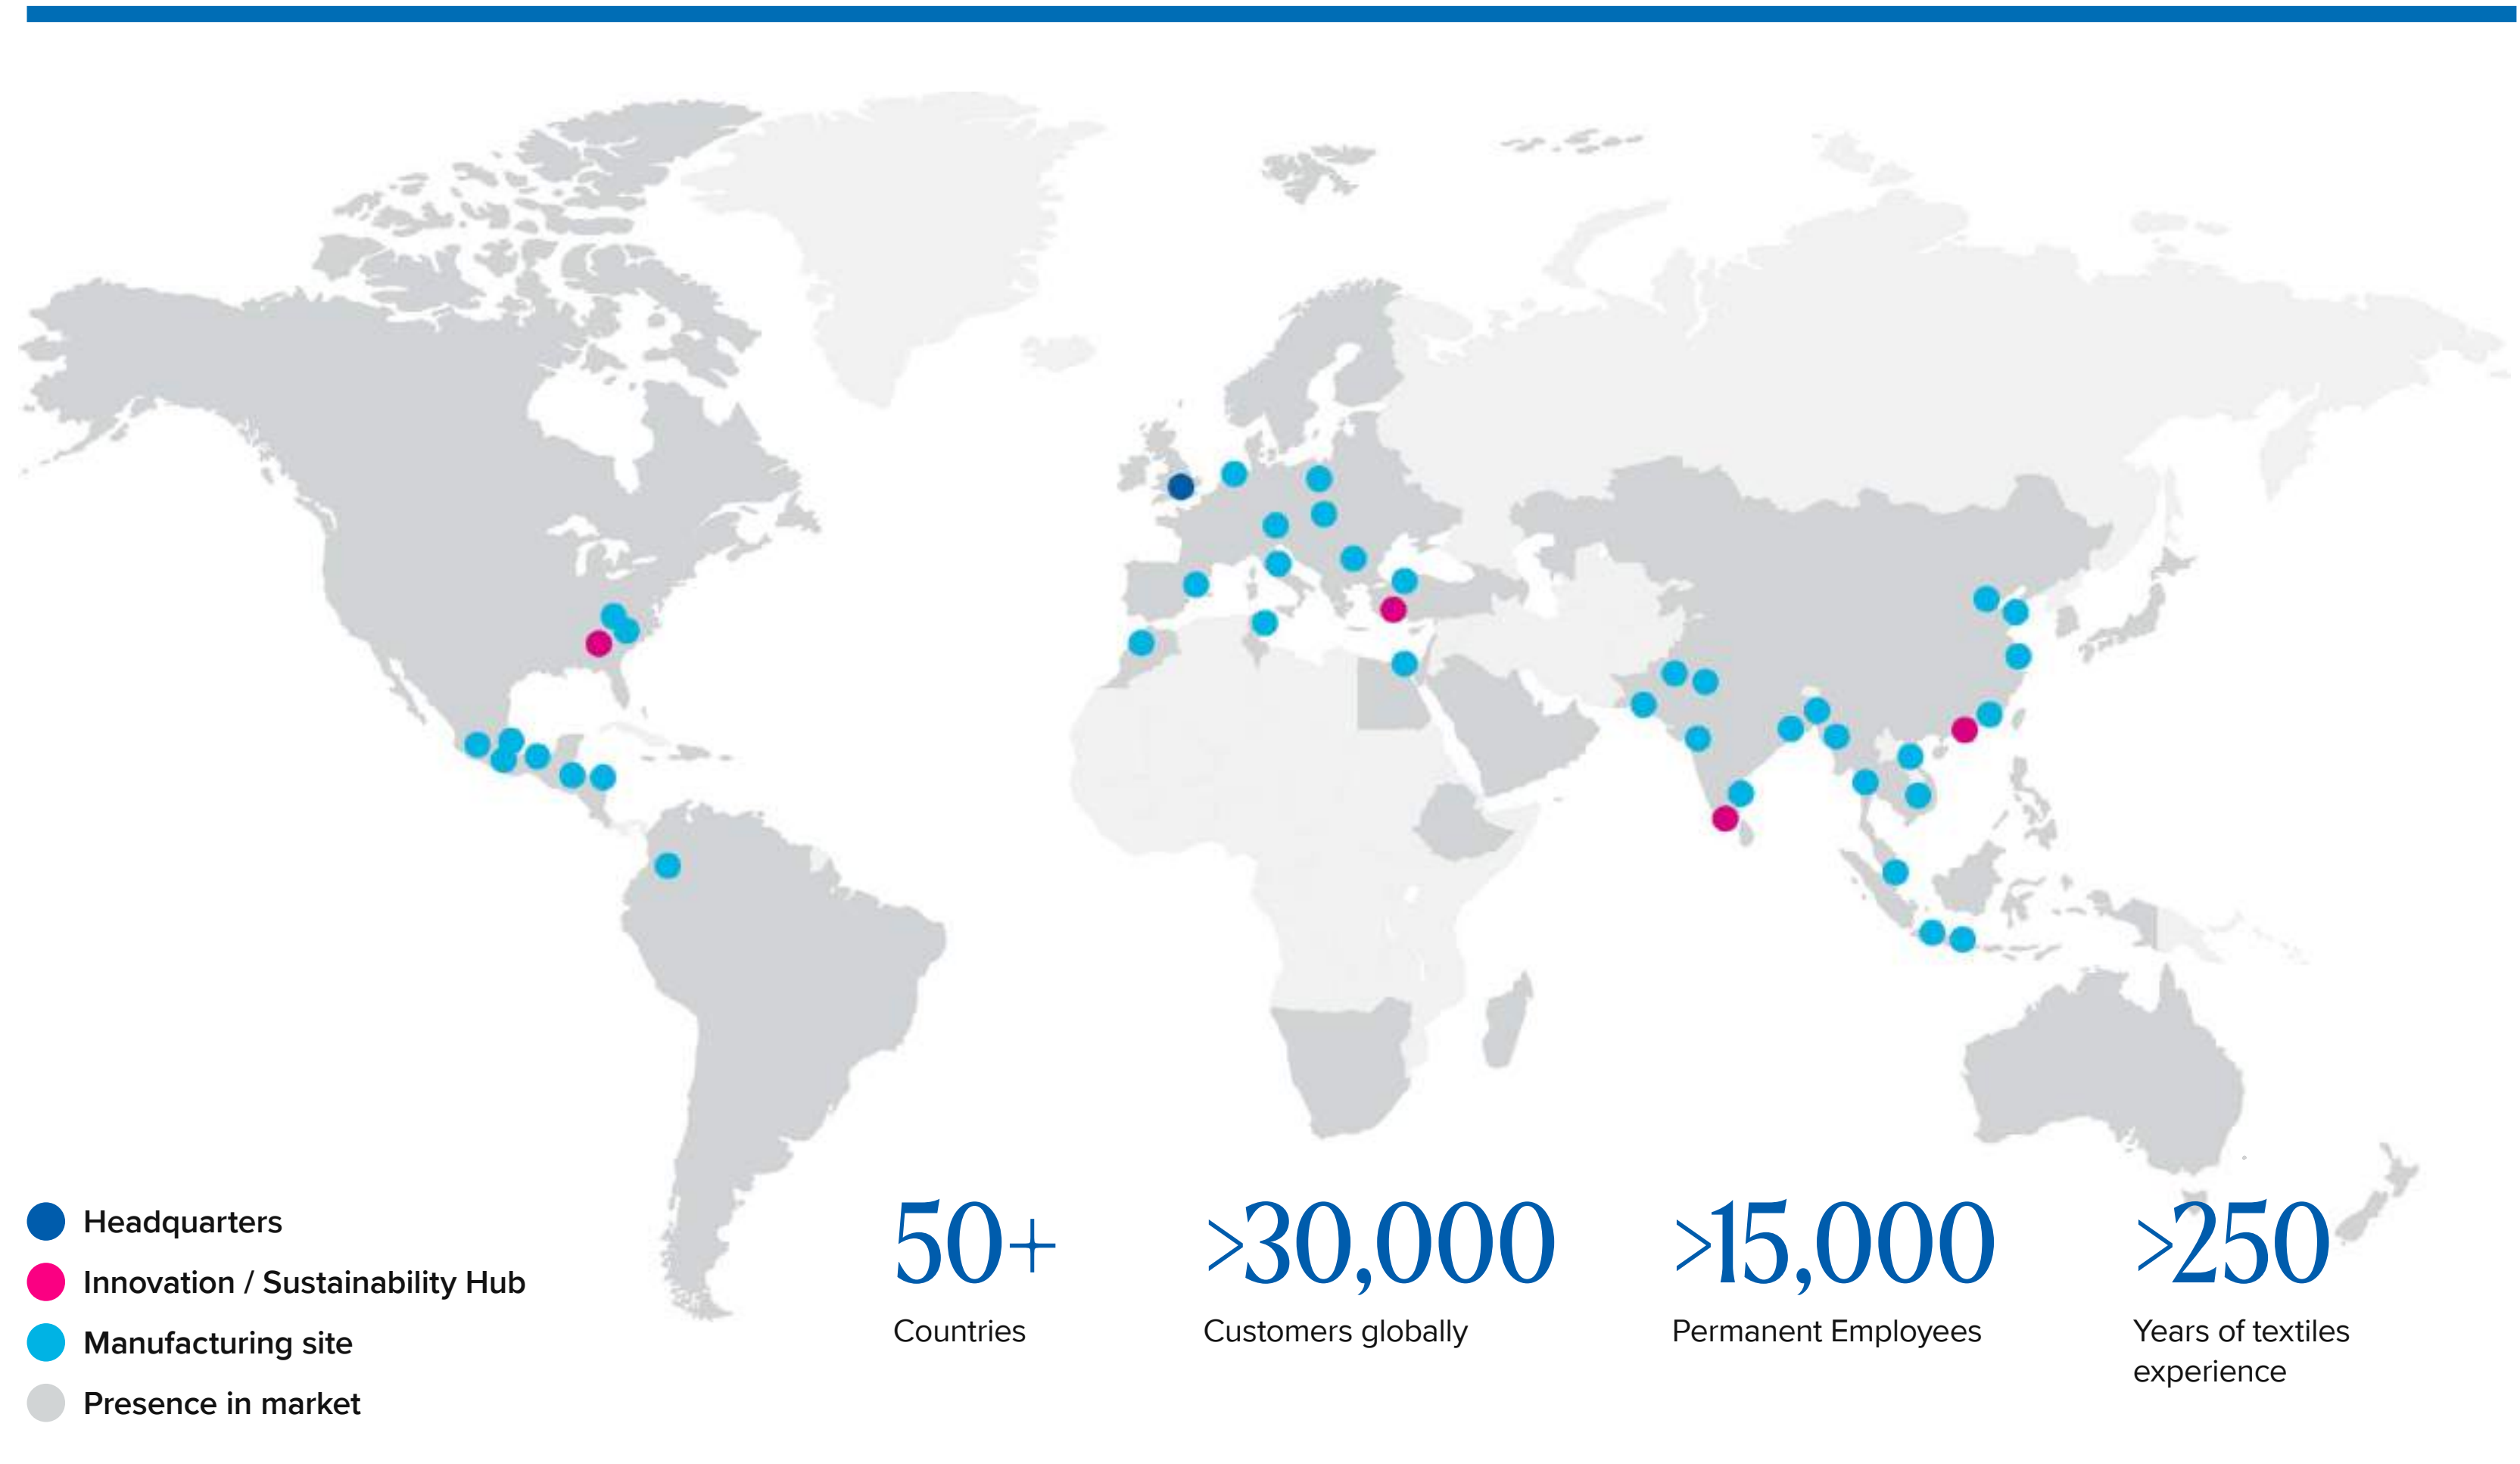 Headquarters
Innovation / Sustainability Hub
Manufacturing site
Presence in market
50+
Countries
>30,000
Customers globally
>15,000
Permanent Employees
>250
Years of textiles
experience